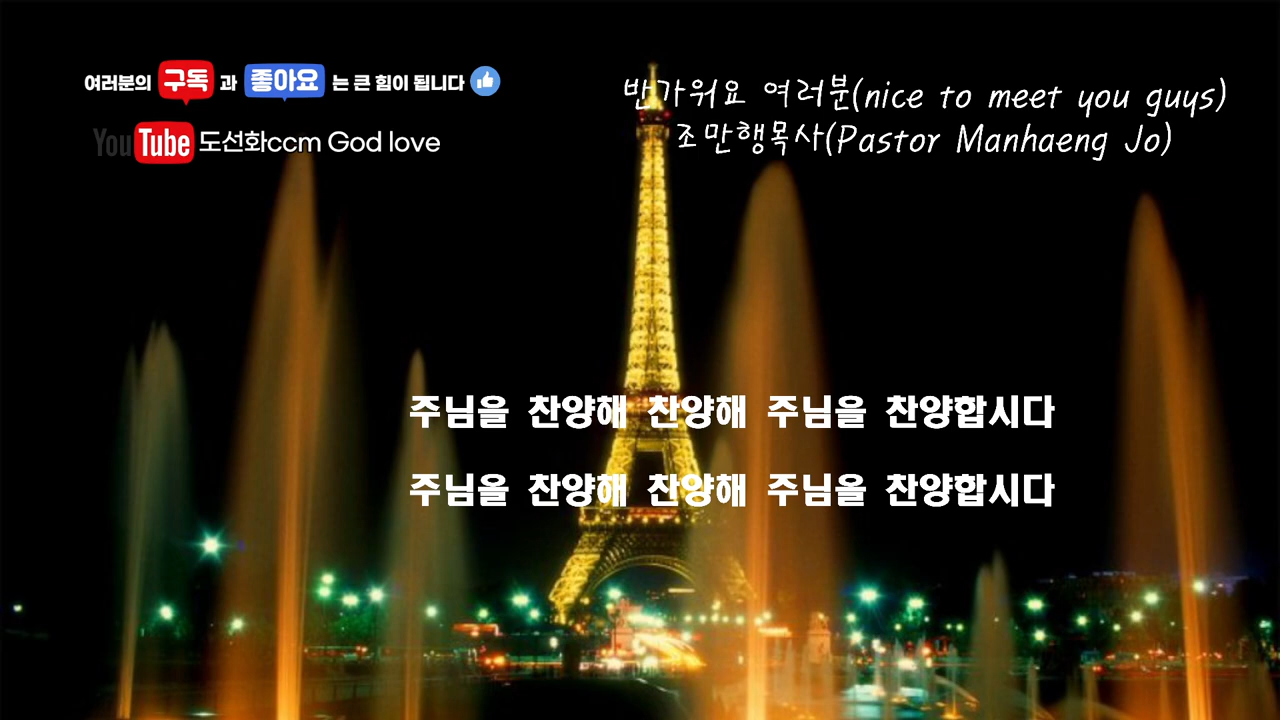 여러분의 구독 과 좋아요 는 큰 힘이 됩니다
YouTube 도선화ccm God love
반가워요 여러분(nice to meet you guys)
조만행목사(Pastor Manhaeng Jo)
주님을 찬양해 찬양해 주님을 찬양합시다
주님을 찬양해 찬양해 주님을 찬양합시다